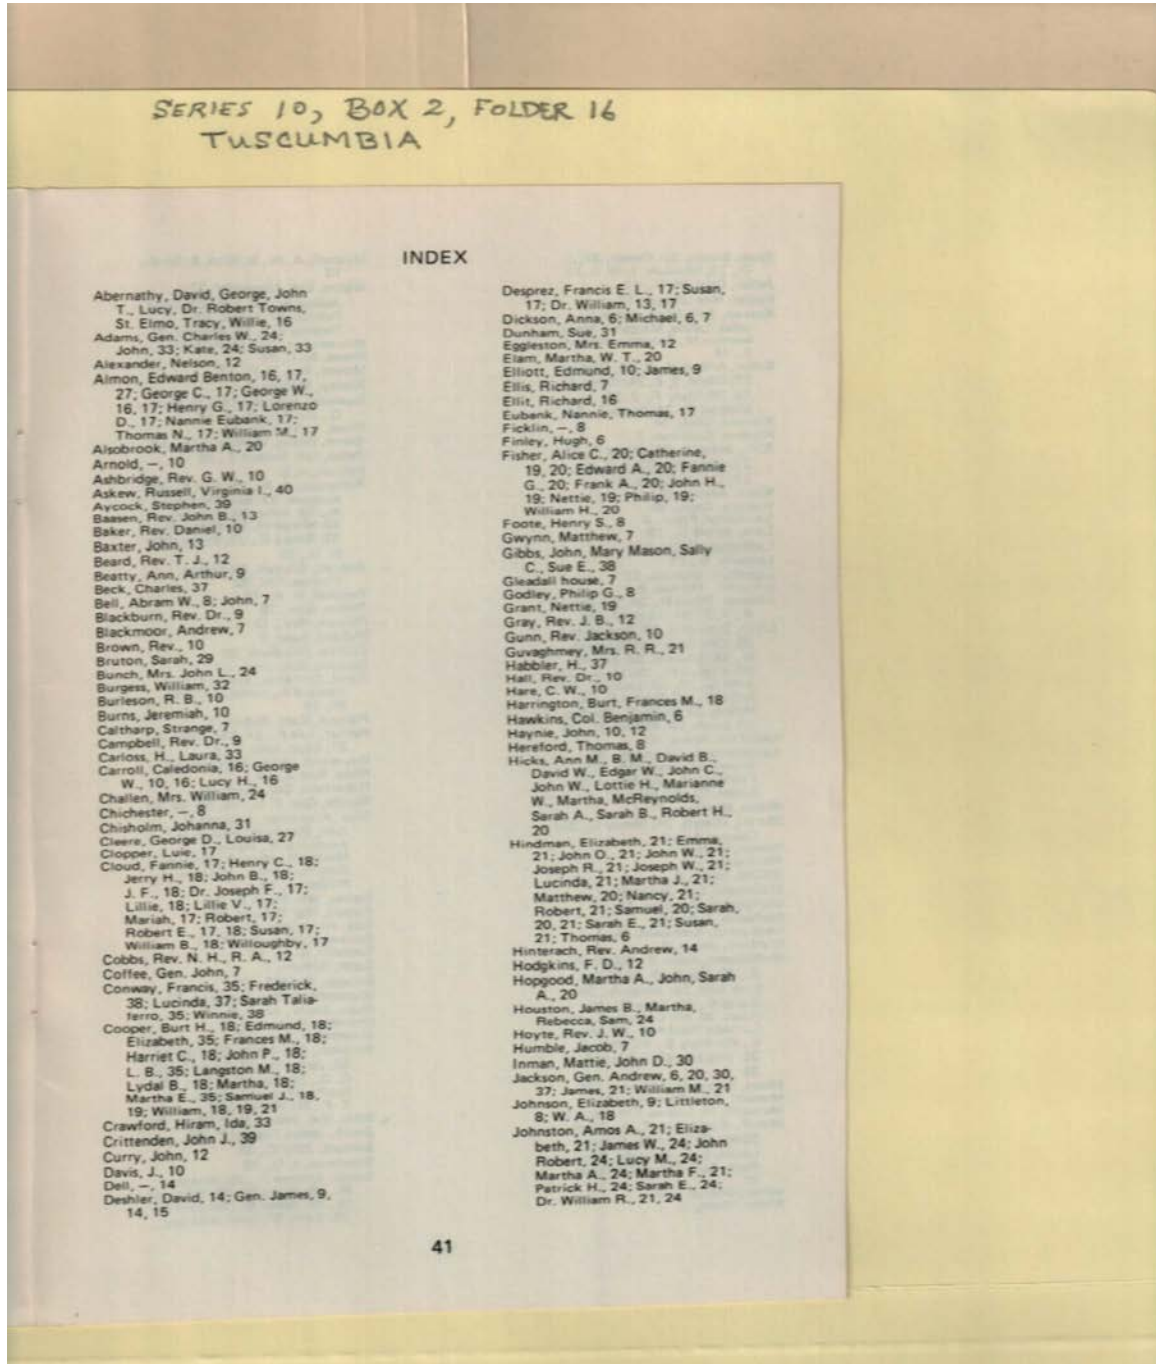 SERIES 10, BOX 2, FOLDER 16
TUSCUMBIA
INDEX
Abernathy, David, George, John
T., Lucy, Dr. Robert Towns,
St. Elmo, Tracy, Willie, 16
Adams, Gen. Charles W., 24;
John, 33; Kate, 24; Susan, 33
Alexander, Nelson, 12
Almon, Edward Benton, 16, 17,
27; George C., 17; George W.,
16, 17; Henry G., 17; Lorenzo
D., 17; Nannie Eubank, 17;
Thomas N., 17; William M., 17
Alsobrook, Martha A., 20
Arnold, —, 10
Ashbridge, Rev. G. W., 10
Askew, Russell, Virginia I., 40
Aycock, Stephen, 39
Baasen, Rev. John B., 13
Baker, Rev. Daniel, 10
Baxter, John, 13
Beard, Rev. T. J., 12
Beatty, Ann, Arthur, 9
Beck, Charles, 37
Bell, Abram W., 8; John, 7
Blackburn, Rev. Dr., 9
Blackmoor, Andrew, 7
Brown, Rev., 10
Bruton, Sarah, 29
Bunch, Mrs. John L., 24
Burgess, William, 32
Burleson, R. B., 10
Burns, Jeremiah, 10
Caltharp, Strange, 7
Campbell, Rev. Dr., 9
Carloss, H., Laura, 33
Carroll, Caledonia, 16; George
W., 10, 16; Lucy H., 16
Challen, Mrs. William, 24
Chichester, —, 8
Chisholm, Johanna, 31
Cleere, George D., Louisa, 27
Clopper, Luie, 17
Cloud, Fannie, 17; Henry C., 18;
Jerry H., 18; John B., 18;
J. F., 18; Dr. Joseph F., 17;
Lillie, 18; Lillie V., 17;
Mariah, 17; Robert, 17;
Robert E., 17, 18; Susan, 17;
William B., 18; Willoughby, 17
Cobbs, Rev. N. H., R. A., 12
Coffee, Gen. John, 7
Conway, Francis, 35; Frederick,
38; Lucinda, 37; Sarah Talia-
ferro, 35; Winnie, 38
Cooper, Burt H., 18; Edmund, 18;
Elizabeth, 35; Frances M., 18;
Harriet C., 18; John P., 18;
L. B., 35; Langston M., 18;
Lydal B., 18; Martha, 18;
Martha E., 35; Samuel J., 18,
19; William, 18, 19, 21
Crawford, Hiram, Ida, 33
Crittenden, John J., 39
Curry, John, 12
Davis, J., 10
Dell, —, 14
Deshler, David, 14; Gen. James, 9,
14, 15
Desprez, Francis E. L., 17; Susan,
17; Dr. William, 13, 17
Dickson, Anna, 6; Michael, 6, 7
Dunham, Sue, 31
Eggleston, Mrs. Emma, 12
Elam, Martha, W. T., 20
Elliott, Edmund, 10; James, 9
Ellis, Richard, 7
Ellit, Richard, 16
Eubank, Nannie, Thomas, 17
Ficklin, —, 8
Finley, Hugh, 6
Fisher, Alice C., 20; Catherine,
19, 20; Edward A., 20; Fannie
G., 20; Frank A., 20; John H.,
19; Nettie, 19; Philip, 19;
William H., 20
Foote, Henry S., 8
Gwynn, Matthew, 7
Gibbs, John, Mary Mason, Sally
C., Sue E., 38
Gleadall house, 7
Godley, Philip G., 8
Grant, Nettie, 19
Gray, Rev. J. B., 12
Gunn, Rev. Jackson, 10
Guvaghmey, Mrs. R. R., 21
Habbler, H., 37
Hall, Rev. Dr., 10
Hare, C. W., 10
Harrington, Burt, Frances M., 18
Hawkins, Col. Benjamin, 6
Haynie, John, 10, 12
Hereford, Thomas, 8
Hicks, Ann M., B. M., David B.,
David W., Edgar W., John C.,
John W., Lottie H., Marianne
W., Martha, McReynolds,
Sarah A., Sarah B., Robert H.,
20
Hindman, Elizabeth, 21; Emma,
21; John O., 21; John W., 21;
Joseph R., 21; Joseph W., 21;
Lucinda, 21; Martha J., 21;
Matthew, 20; Nancy, 21;
Robert, 21; Samuel, 20; Sarah,
20, 21; Sarah E., 21; Susan,
21; Thomas, 6
Hinterach, Rev. Andrew, 14
Hodgkins, F. D., 12
Hopgood, Martha A., John, Sarah
A., 20
Houston, James B., Martha,
Rebecca, Sam, 24
Hoyte, Rev. J. W., 10
Humble, Jacob, 7
Inman, Mattie, John D., 30
Jackson, Gen. Andrew, 6, 20, 30,
37; James, 21; William M., 21
Johnson, Elizabeth, 9; Littleton,
8; W. A., 18
Johnston, Amos A., 21; Eliza-
beth, 21; James W., 24; John
Robert, 24; Lucy M., 24;
Martha A., 24; Martha F., 21;
Patrick H., 24; Sarah E., 24;
Dr. William R., 21, 24
41